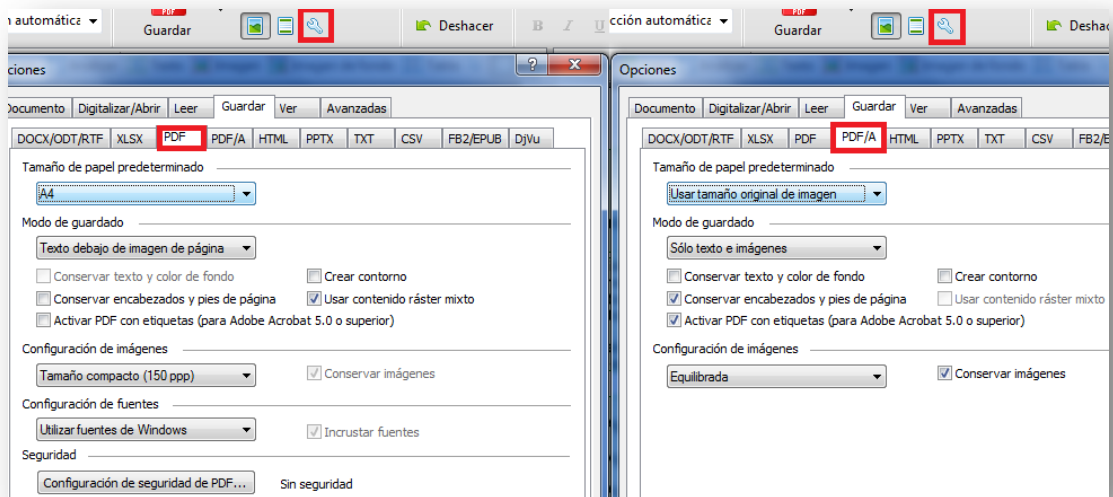 n automática PDF Guardar Deshacer B I U
ciones
Documento Digitalizar/Abrir Leer Guardar Ver Avanzadas
DOCX/ODT/RTF XLSX PDF PDF/A HTML PPTX TXT CSV FB2/EPUB DjVu
Tamaño de papel predeterminado
A4
Modo de guardado
Texto debajo de imagen de página
Conservar texto y color de fondo Crear contorno
Conservar encabezados y pies de página Usar contenido ráster mixto
Activar PDF con etiquetas (para Adobe Acrobat 5.0 o superior)
Configuración de imágenes
Tamaño compacto (150 ppp) Conservar imágenes
Configuración de fuentes
Utilizar fuentes de Windows Incrustar fuentes
Seguridad
Configuración de seguridad de PDF... Sin seguridad
cción automática PDF Guardar Deshac
Opciones
Documento Digitalizar/Abrir Leer Guardar Ver Avanzadas
DOCX/ODT/RTF XLSX PDF PDF/A HTML PPTX TXT CSV FB2/E
Tamaño de papel predeterminado
Usar tamaño original de imagen
Modo de guardado
Sólo texto e imágenes
Conservar texto y color de fondo Crear contorno
Conservar encabezados y pies de página Usar contenido ráster mixto
Activar PDF con etiquetas (para Adobe Acrobat 5.0 o superior)
Configuración de imágenes
Equilibrada Conservar imágenes